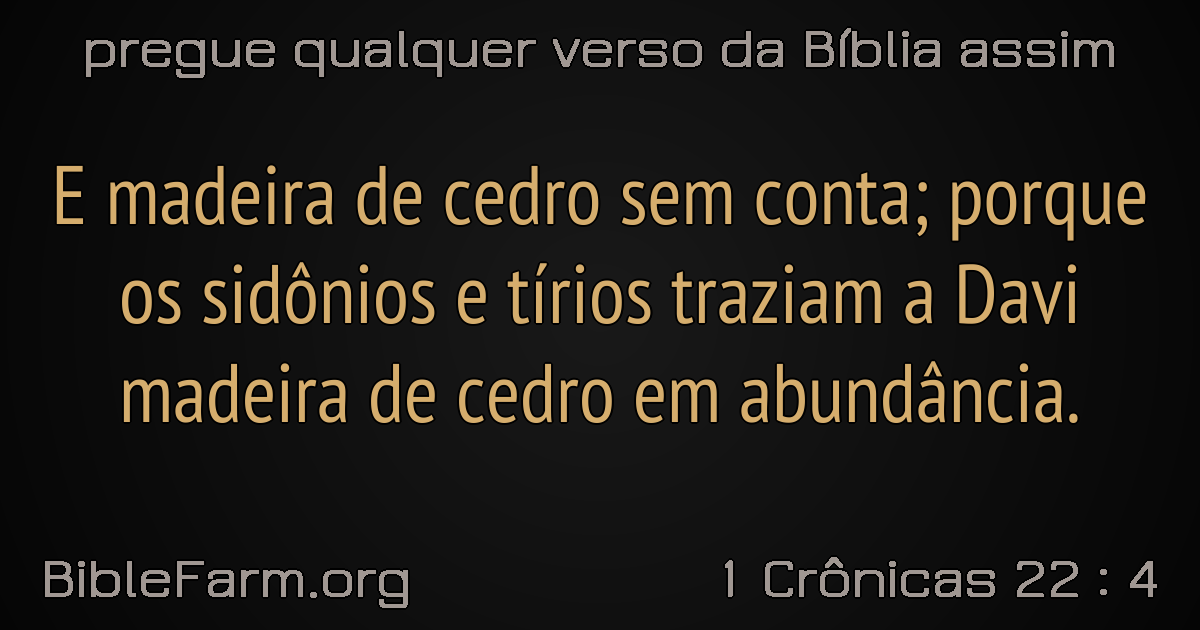 pregue qualquer verso da Bíblia assim
E madeira de cedro sem conta; porque
os sidônios e tírios traziam a Davi
madeira de cedro em abundância.
BibleFarm.org
1 Crônicas 22 : 4